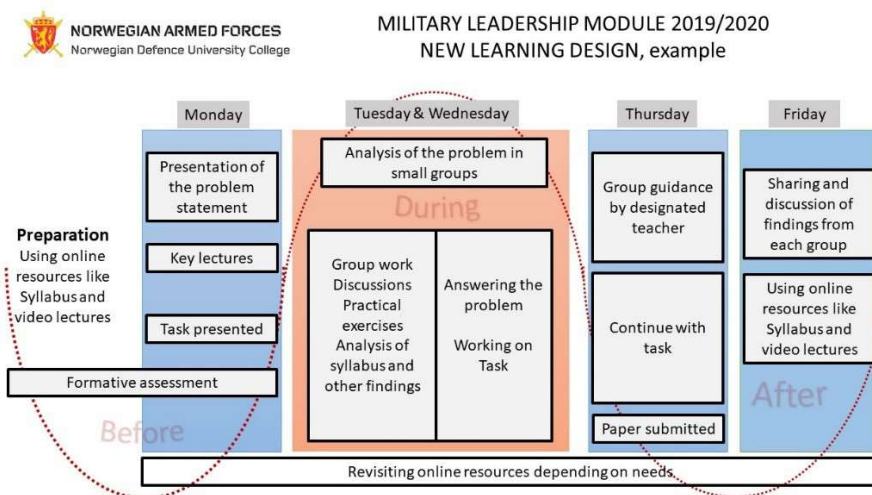 NORWEGIAN ARMED FORCES
Norwegian Defence University College
MILITARY LEADERSHIP MODULE 2019/2020
NEW LEARNING DESIGN, example
Preparation
Using online
resources like
Syllabus and
video lectures
Monday
Presentation of
the problem
statement
Key lectures
Task presented
Formative assessment
Before
Tuesday & Wednesday
Analysis of the problem in
small groups
During
Group work
Discussions
Practical
exercises
Analysis of
syllabus and
other findings
Answering the
problem
Working on
Task
Thursday
Group guidance
by designated
teacher
Continue with
task
Paper submitted
Friday
Sharing and
discussion of
findings from
each group
Using online
resources like
Syllabus and
video lectures
After
Revisiting online resources depending on needs